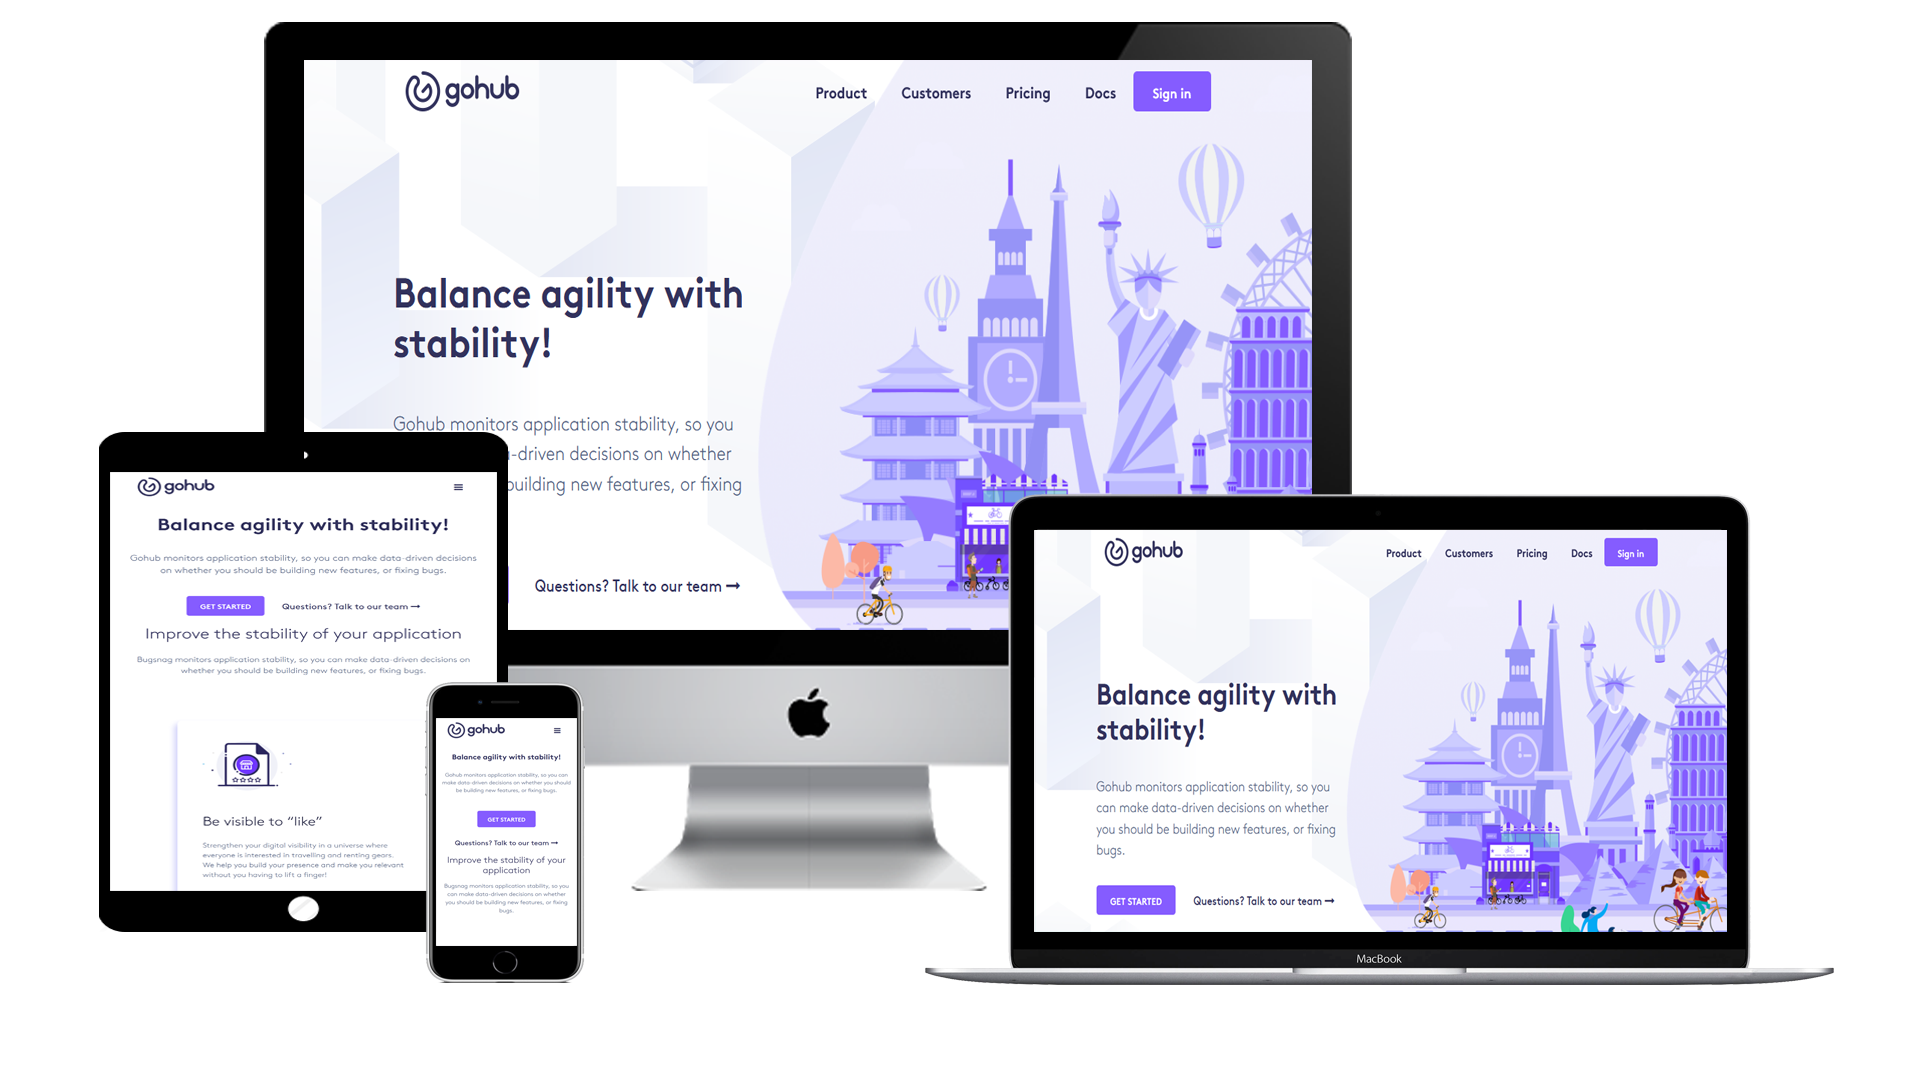 gohub
Product Customers Pricing Docs Sign in
Balance agility with
stability!
Gohub monitors application stability, so you
-driven decisions on whether
building new features, or fixing
Questions? Talk to our team →
gohub
Balance agility with stability!
Gohub monitors application stability, so you can make data-driven decisions
on whether you should be building new features, or fixing bugs.
GET STARTED Questions? Talk to our team →
Improve the stability of your application
Bugsnag monitors application stability, so you can make data-driven decisions on
whether you should be building new features, or fixing bugs.
Be visible to “like”
Strengthen your digital visibility in a universe where
everyone is interested in travelling and renting gears.
We help you build your presence and make you relevant
without you having to lift a finger!
gohub
Balance agility with stability!
Gohub monitors application stability, so you can
make data-driven decisions on whether you should
be building new features, or fixing bugs.
GET STARTED
Questions? Talk to our team →
Improve the stability of your
application
Bugsnag monitors application stability, so you
can make data-driven decisions on whether
you should be building new features, or fixing
bugs.
gohub
Product Customers Pricing Docs Sign in
Balance agility with
stability!
Gohub monitors application stability, so you
can make data-driven decisions on whether
you should be building new features, or fixing
bugs.
GET STARTED Questions? Talk to our team →
MacBook